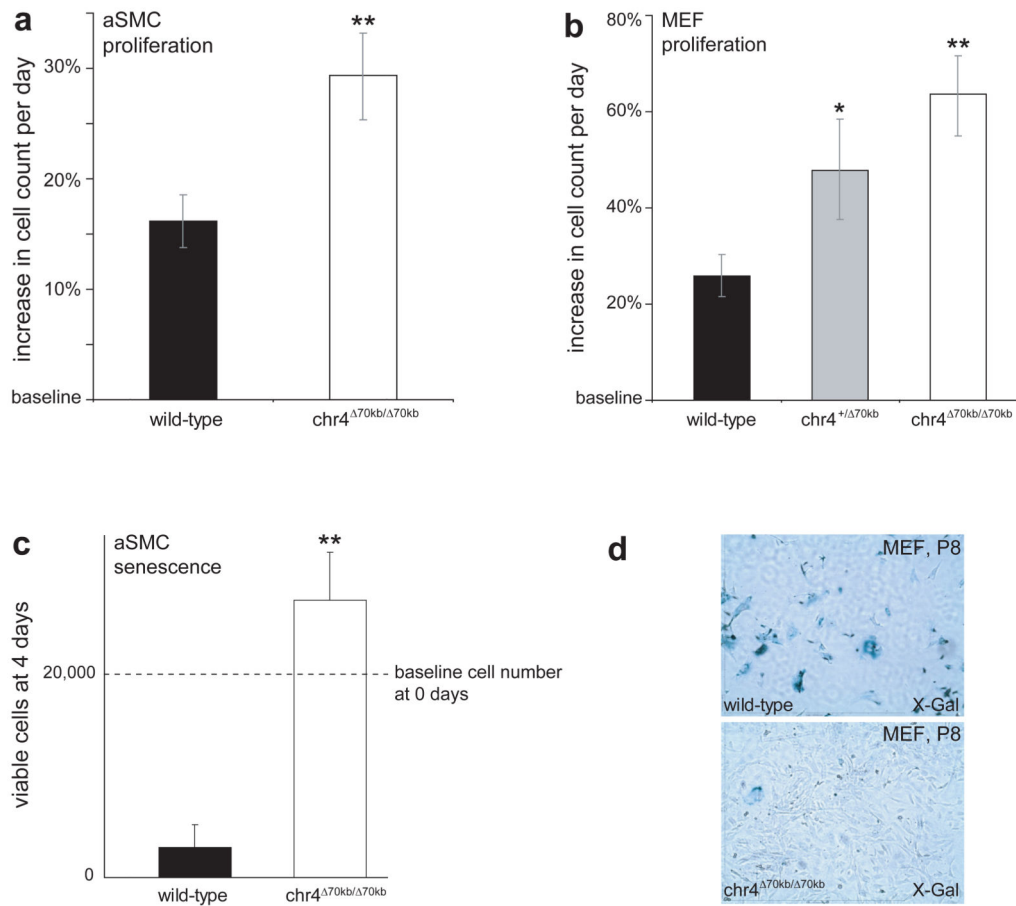 a
aSMC
proliferation
**
increase in cell count per day
30%
20%
10%
baseline
wild-type
chr4Δ70kb/Δ70kb
b
MEF
proliferation
*
**
increase in cell count per day
80%
60%
40%
20%
baseline
wild-type
chr4+/Δ70kb
chr4Δ70kb/Δ70kb
c
aSMC
senescence
**
viable cells at 4 days
20,000
0
baseline cell number
at 0 days
wild-type
chr4Δ70kb/Δ70kb
d
MEF, P8
wild-type
X-Gal
MEF, P8
chr4Δ70kb/Δ70kb
X-Gal